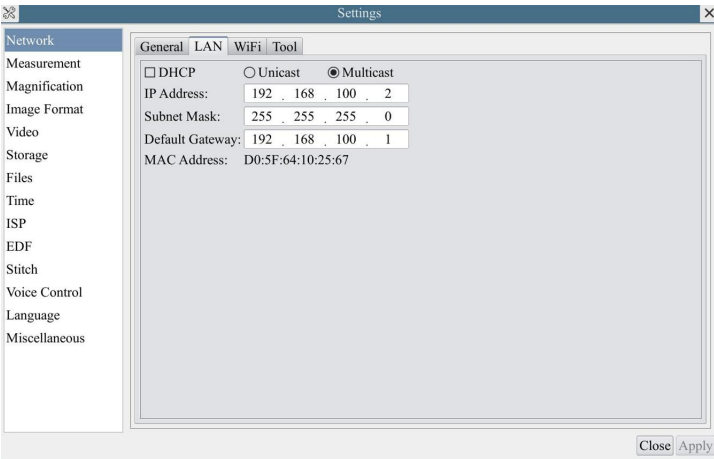 Settings
Network
Measurement
Magnification
Image Format
Video
Storage
Files
Time
ISP
EDF
Stitch
Voice Control
Language
Miscellaneous
General LAN WiFi Tool
DHCP Unicast Multicast
IP Address: 192 . 168 . 100 . 2
Subnet Mask: 255 . 255 . 255 . 0
Default Gateway: 192 . 168 . 100 . 1
MAC Address: D0:5F:64:10:25:67
Close Apply